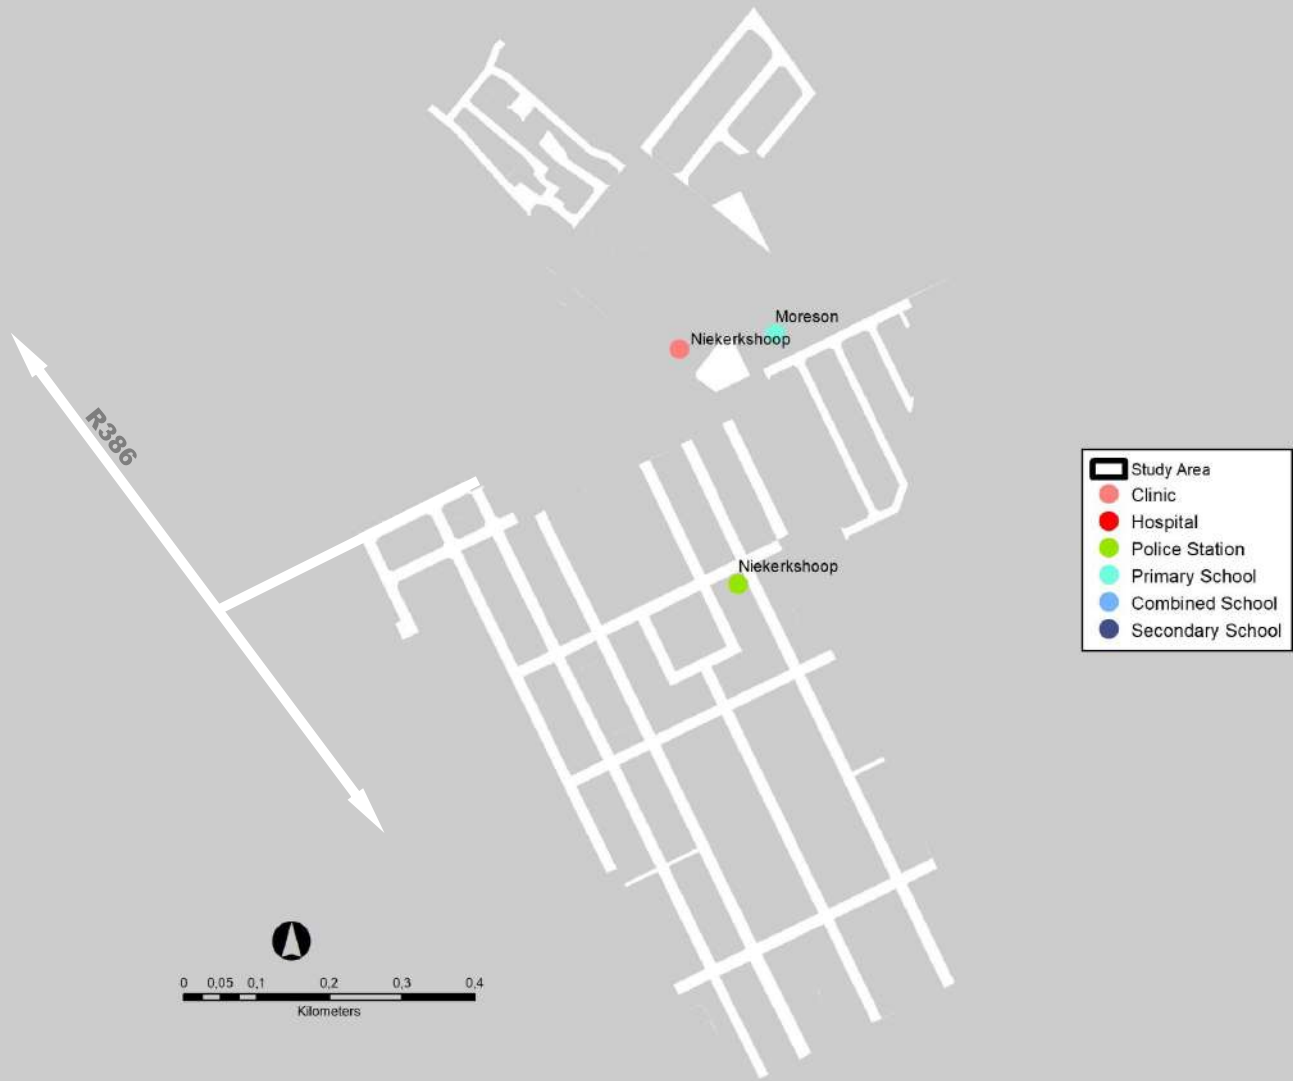 Moreson
Niekerkshoop
R386
Study Area
Clinic
Hospital
Police Station
Primary School
Combined School
Secondary School
Niekerkshoop
0 0,05 0,1 0,2 0,3 0,4
Kilometers